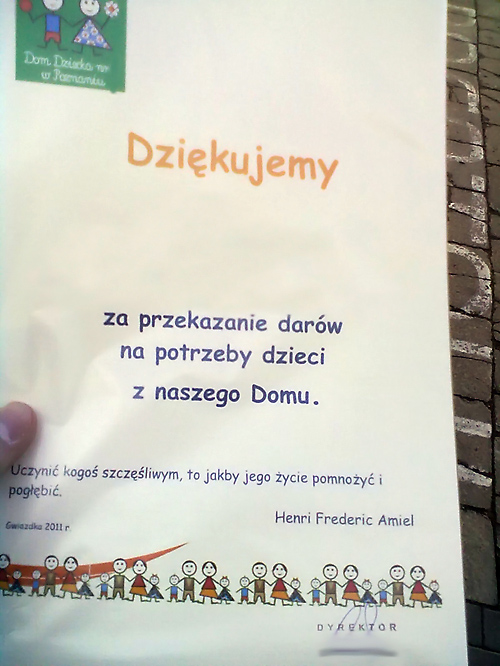 Dom Dziecka nr
w Poznaniu
Dziękujemy
za przekazanie darów
na potrzeby dzieci
z naszego Domu.
Uczynić kogoś szczęśliwym, to jakby jego życie pomnożyć i
pogłębić.
Henri Frederic Amiel
Gwiazdka 2011 r.
DYREKTOR